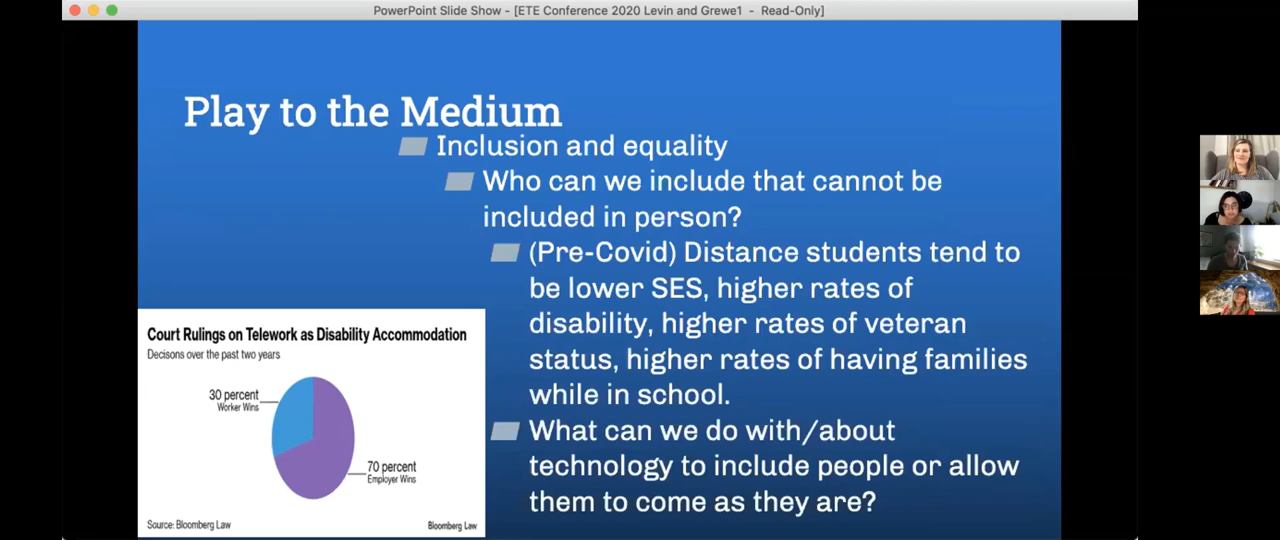 PowerPoint Slide Show - [ETE Conference 2020 Levin and Grewe1 - Read-Only]
Play to the Medium
Inclusion and equality
Who can we include that cannot be
included in person?
(Pre-Covid) Distance students tend to
be lower SES, higher rates of
disability, higher rates of veteran
status, higher rates of having families
while in school.
What can we do with/about
technology to include people or allow
them to come as they are?
Court Rulings on Telework as Disability Accommodation
Decisons over the past two years
30 percent
Worker Wins
70 percent
Employer Wins
Source: Bloomberg Law
Bloomberg Law